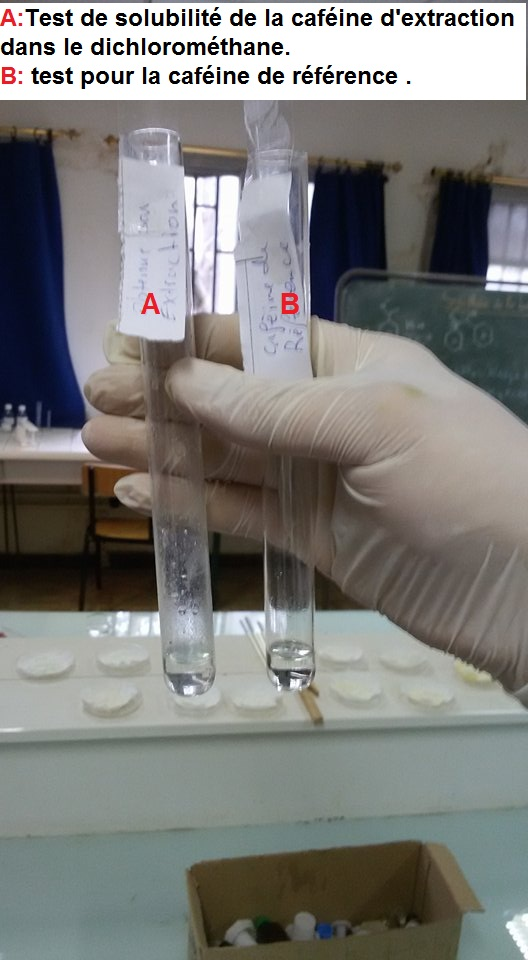 A:Test de solubilité de la caféine d'extraction
dans le dichlorométhane.
B: test pour la caféine de référence .
A
Extraction
B
Caféine de
Référence